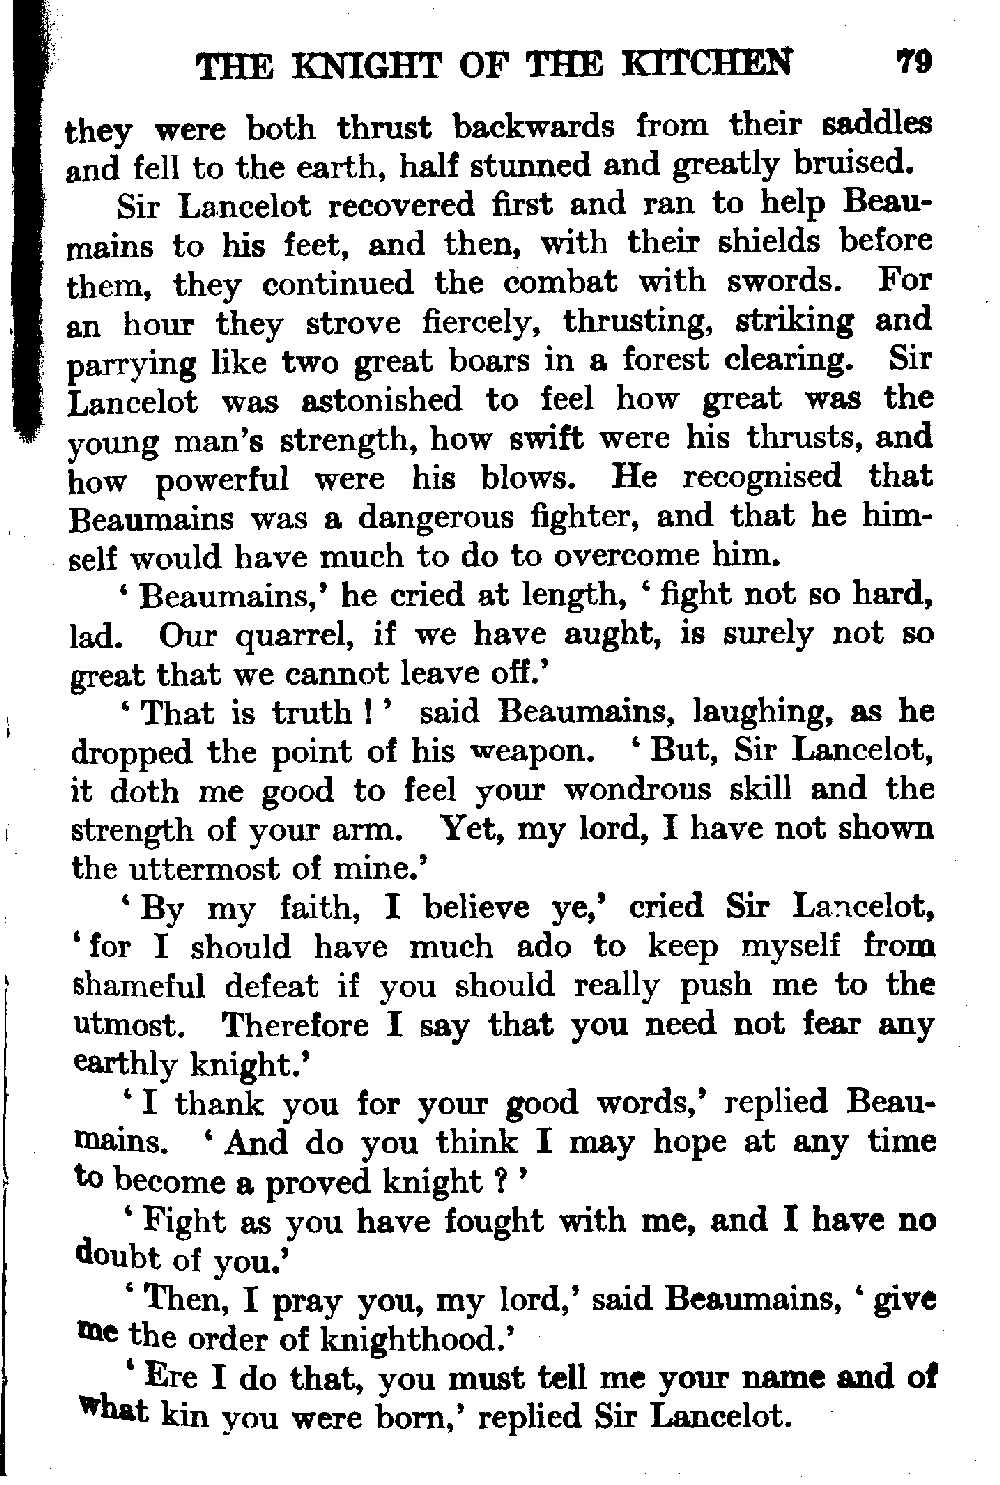 THE KNIGHT OF THE KITCHEN 79
they were both thrust backwards from their saddles
and fell to the earth, half stunned and greatly bruised.
Sir Lancelot recovered first and ran to help Beau-
mains to his feet, and then, with their shields before
them, they continued the combat with swords. For
an hour they strove fiercely, thrusting, striking and
parrying like two great boars in a forest clearing. Sir
Lancelot was astonished to feel how great was the
young man's strength, how swift were his thrusts, and
how powerful were his blows. He recognised that
Beaumains was a dangerous fighter, and that he him-
self would have much to do to overcome him.
‘ Beaumains,’ he cried at length, ‘ fight not so hard,
lad. Our quarrel, if we have aught, is surely not so
great that we cannot leave off.’
‘ That is truth ! ’ said Beaumains, laughing, as he
dropped the point of his weapon. ‘ But, Sir Lancelot,
it doth me good to feel your wondrous skill and the
strength of your arm. Yet, my lord, I have not shown
the uttermost of mine.’
‘ By my faith, I believe ye,’ cried Sir Lancelot,
‘ for I should have much ado to keep myself from
shameful defeat if you should really push me to the
utmost. Therefore I say that you need not fear any
earthly knight.’
‘ I thank you for your good words,’ replied Beau-
mains. ‘ And do you think I may hope at any time
to become a proved knight ? ’
‘ Fight as you have fought with me, and I have no
doubt of you.’
‘ Then, I pray you, my lord,’ said Beaumains, ‘ give
me the order of knighthood.’
‘ Ere I do that, you must tell me your name and of
what kin you were born,’ replied Sir Lancelot.